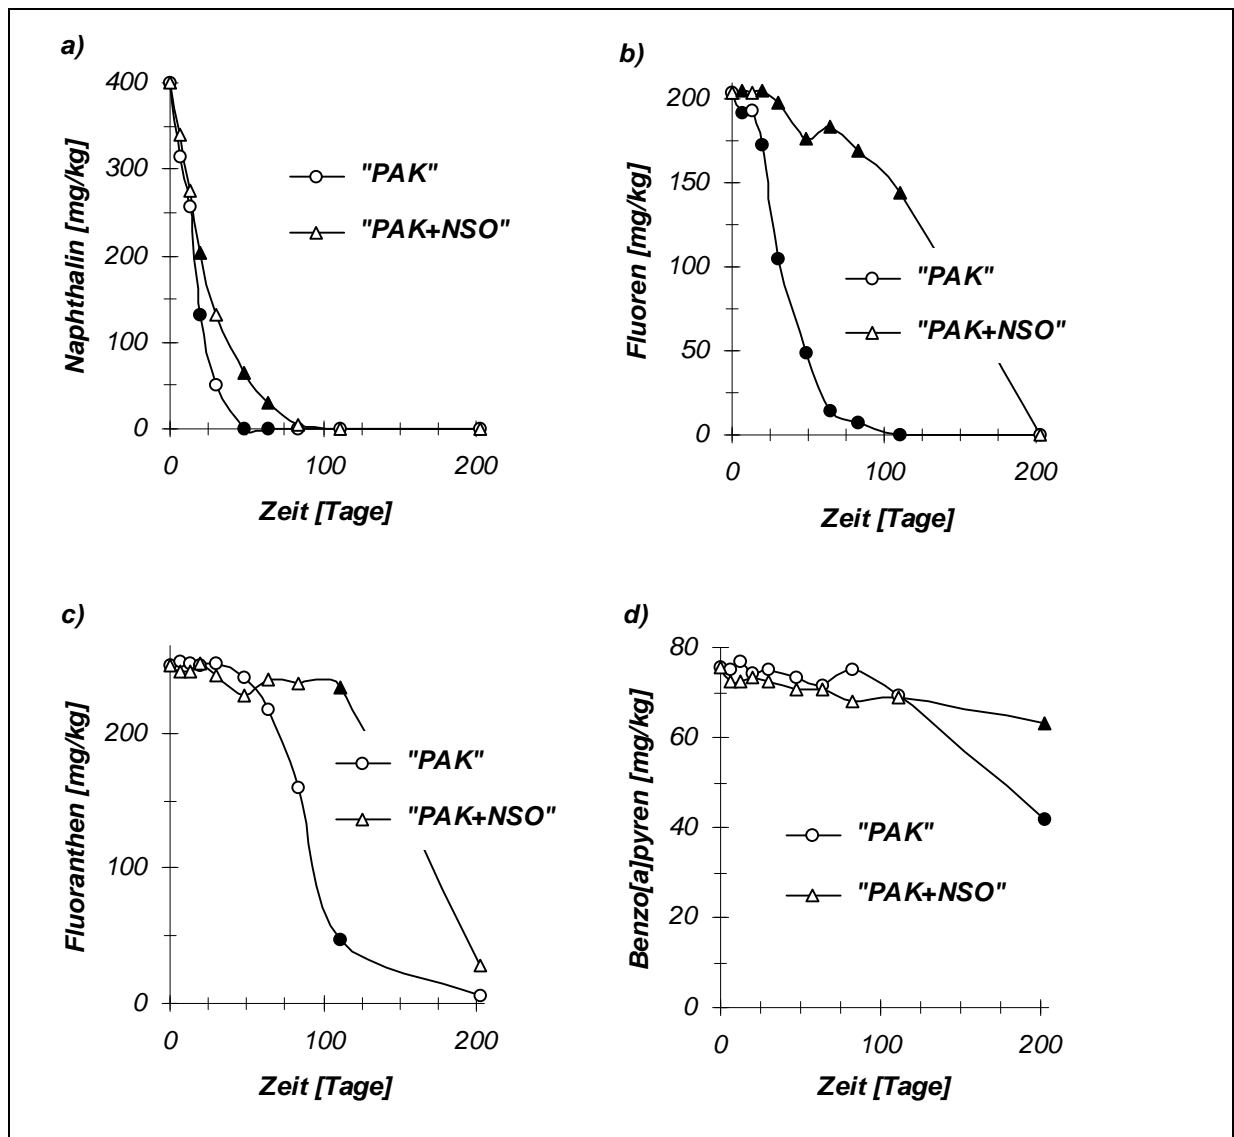 a)
400
300
200
100
0
Naphthalin [mg/kg]
"PAK"
"PAK+NSO"
0 100 200
Zeit [Tage]
b)
200
150
100
50
0
Fluoren [mg/kg]
"PAK"
"PAK+NSO"
0 100 200
Zeit [Tage]
c)
200
100
0
Fluoranthen [mg/kg]
"PAK"
"PAK+NSO"
0 100 200
Zeit [Tage]
d)
80
60
40
20
0
Benzo[a]pyren [mg/kg]
"PAK"
"PAK+NSO"
0 100 200
Zeit [Tage]